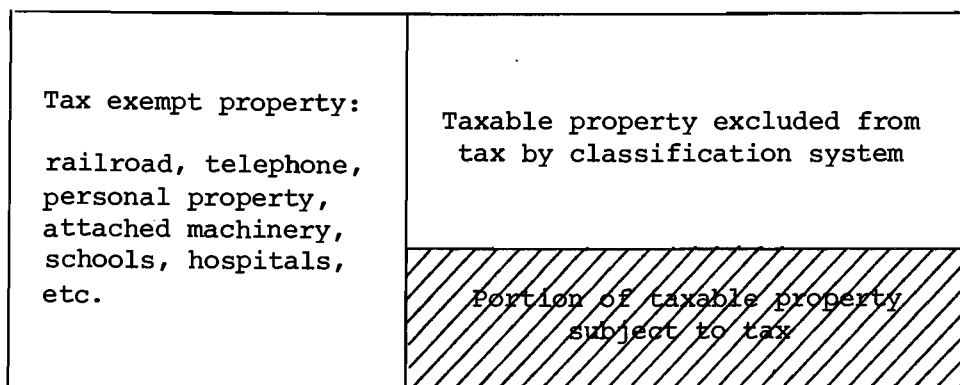 Tax exempt property:
railroad, telephone,
personal property,
attached machinery,
schools, hospitals,
etc.
Taxable property excluded from
tax by classification system
Portion of taxable property
subject to tax